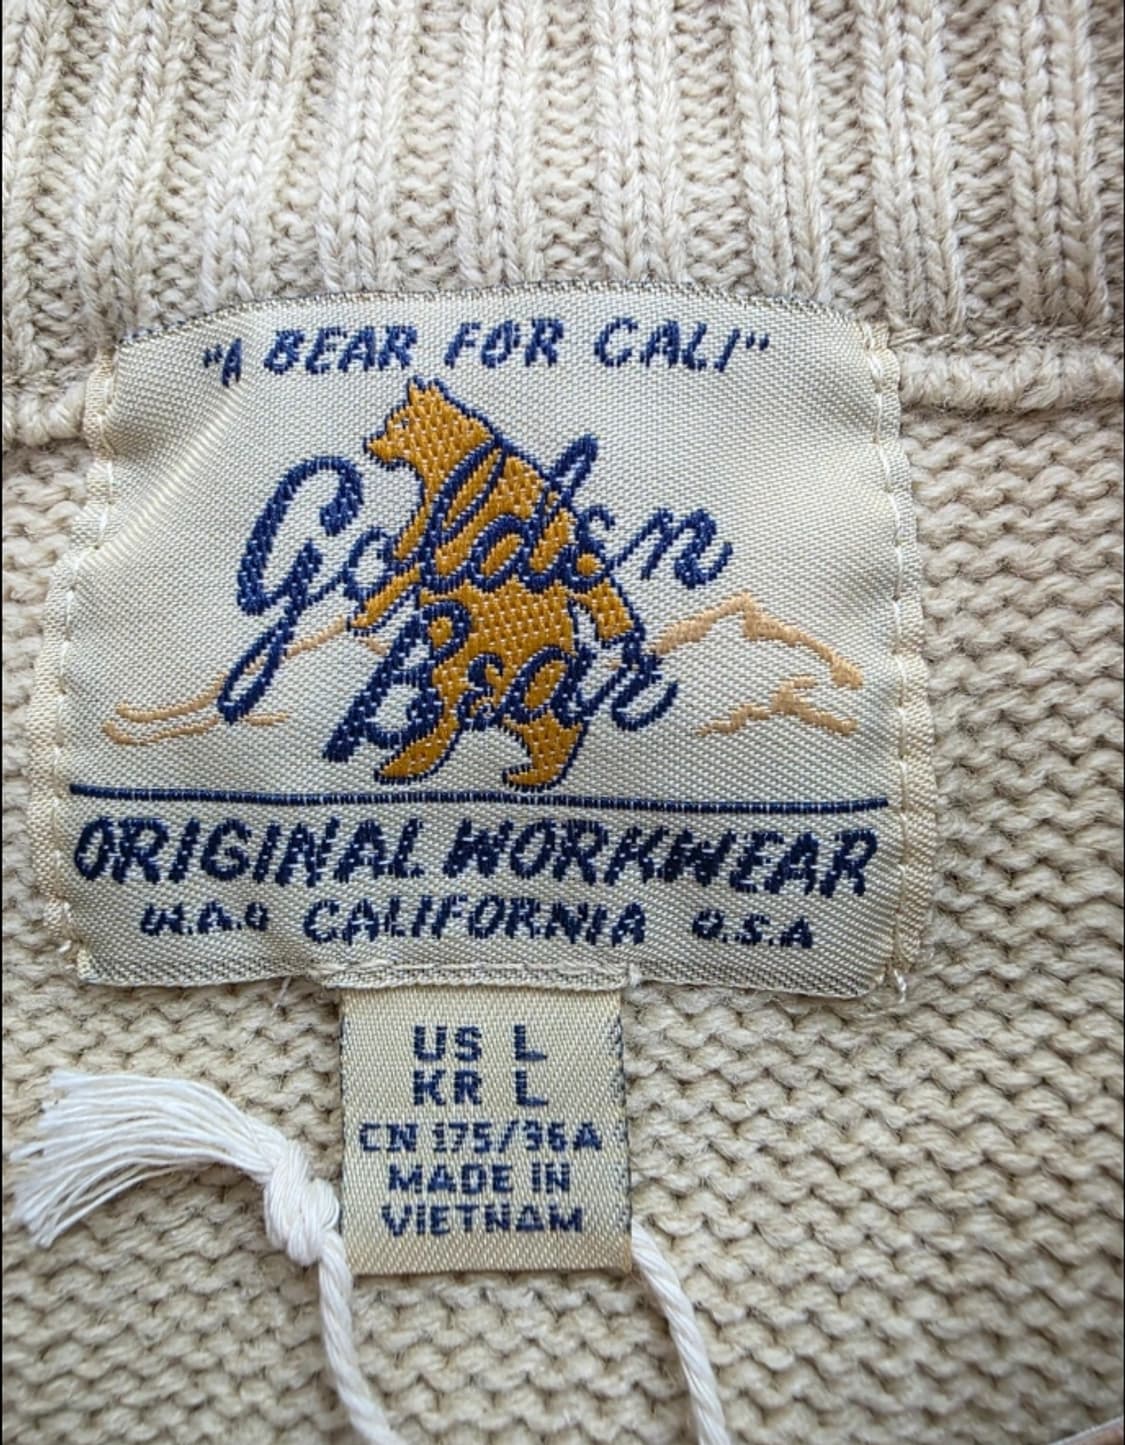 "A BEAR FOR CALI"
Golden
Bear
ORIGINAL WORKWEAR
CALIFORNIA U.S.A
US L
KR L
CN 175/96A
MADE IN
VIETNAM